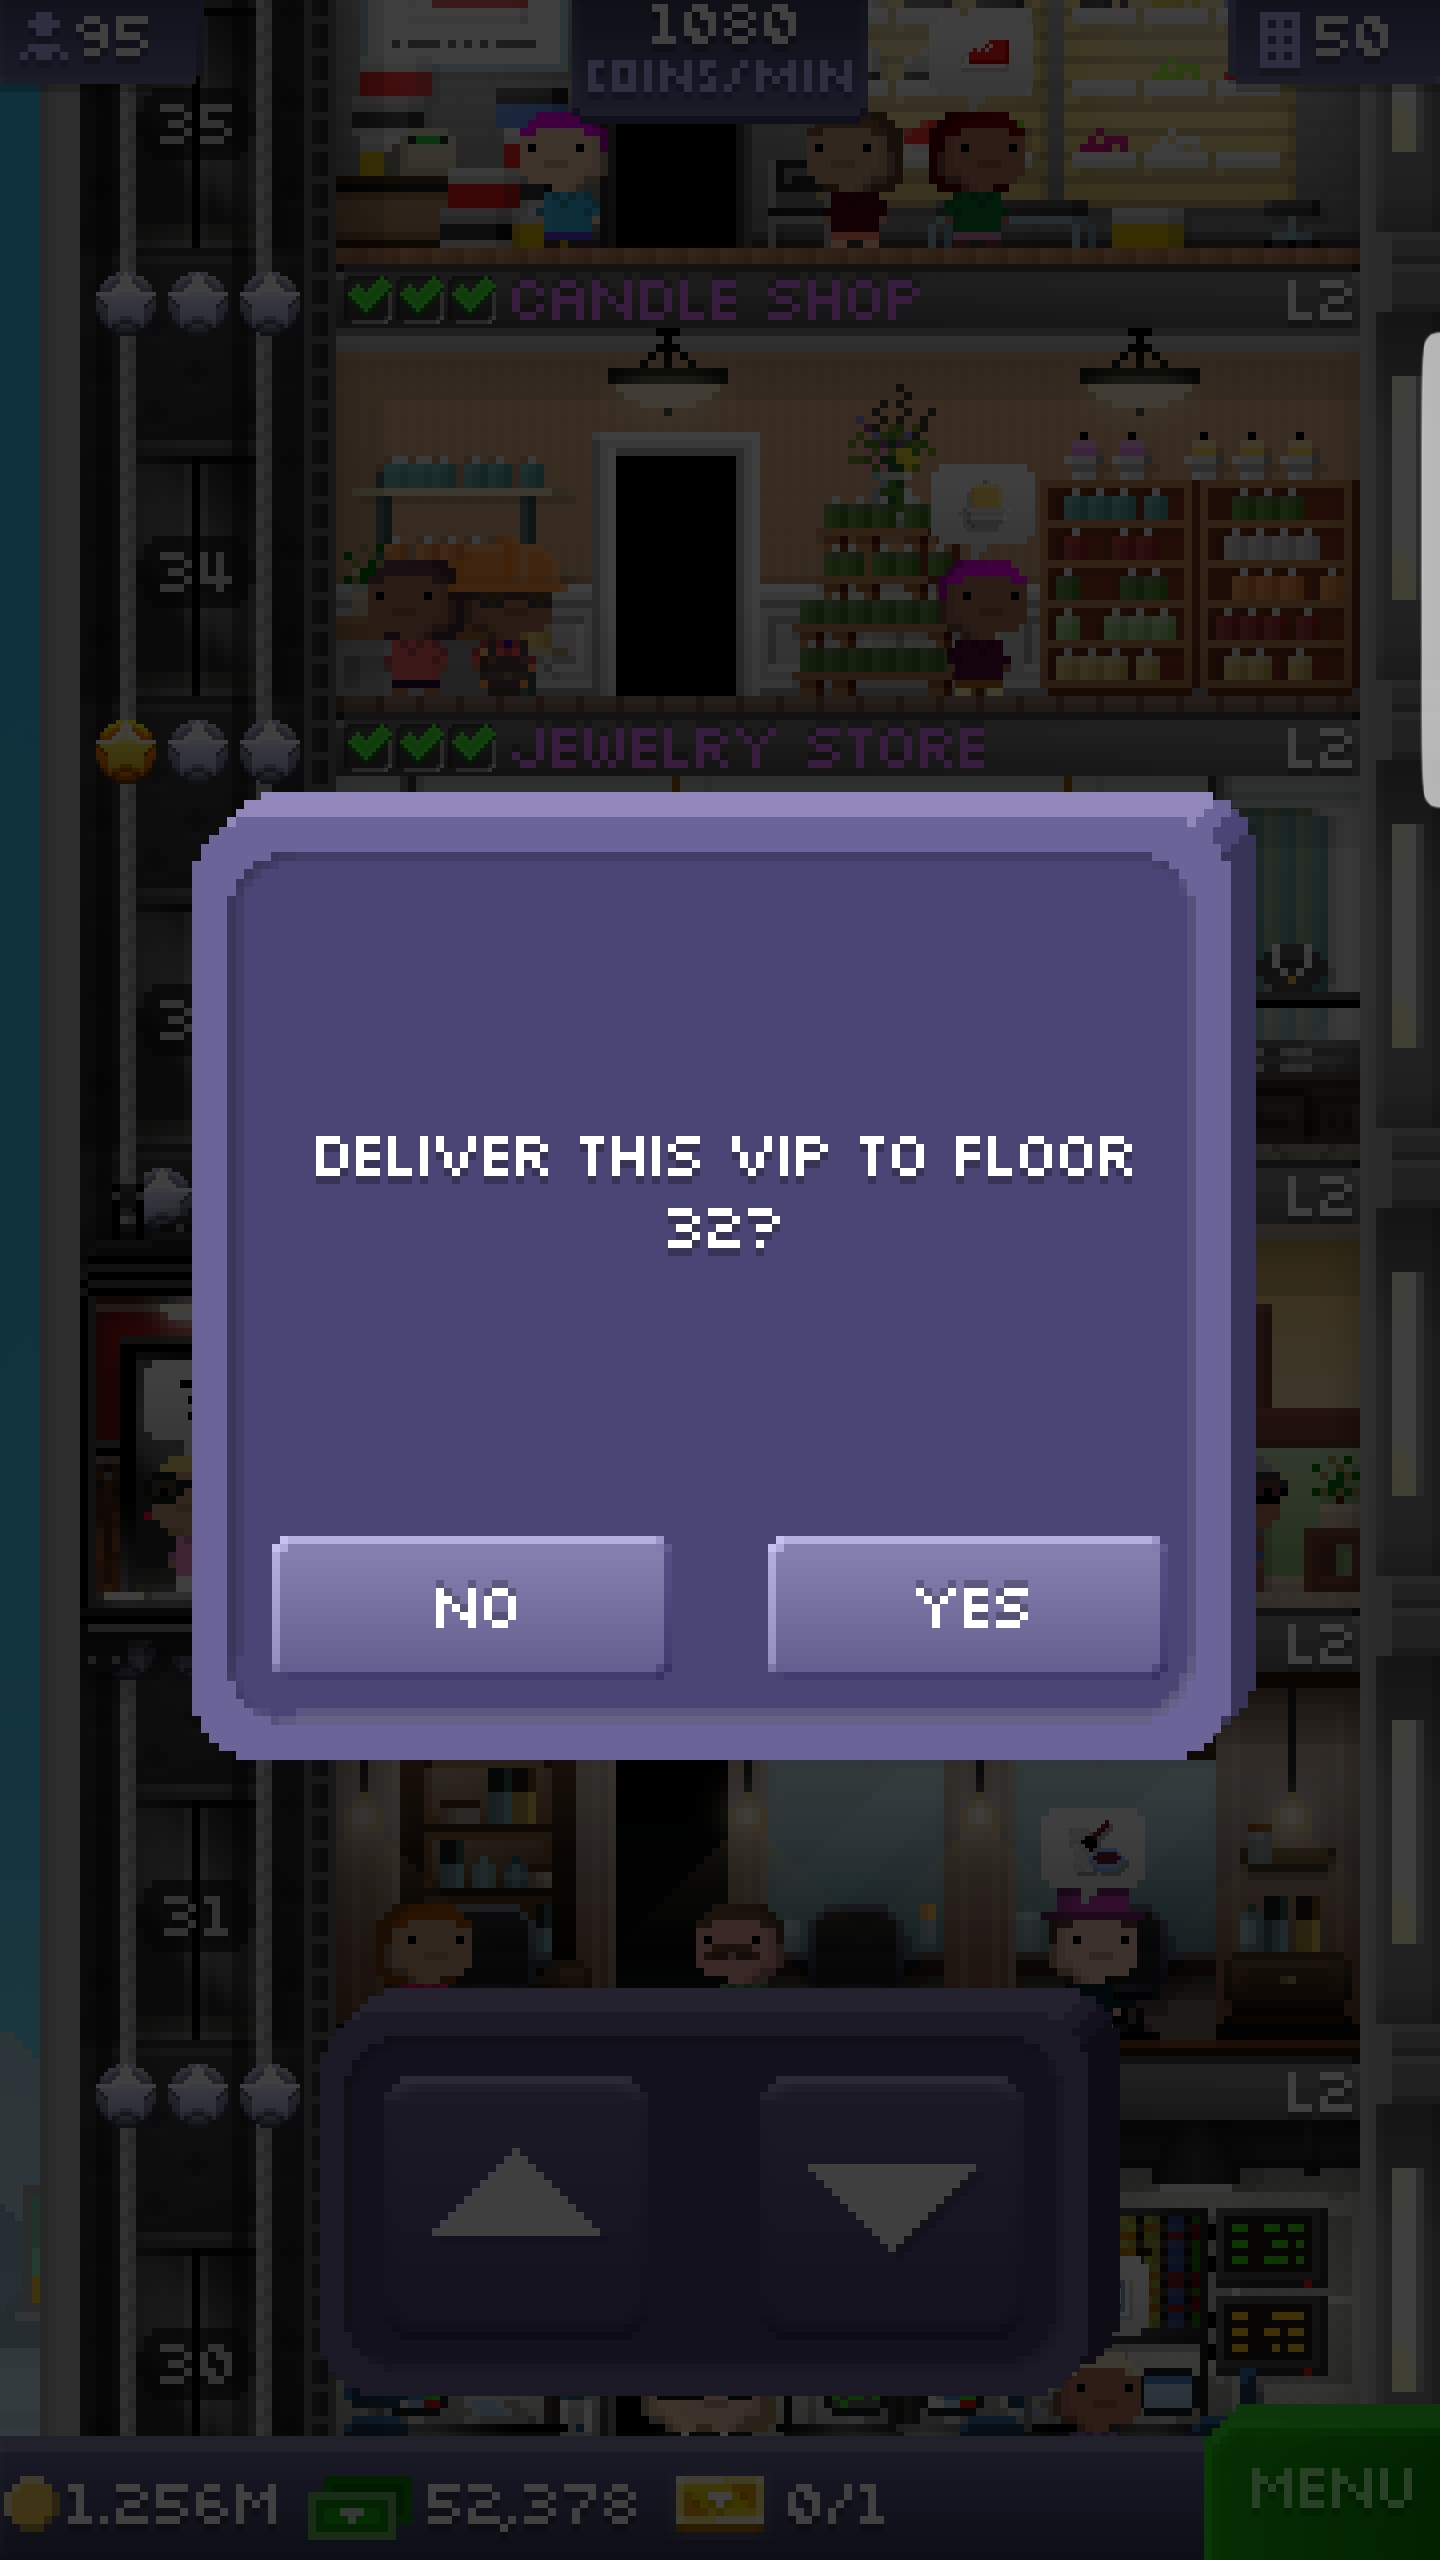 95
1080
COINS/MIN
50
35
CANDLE SHOP L2
34
JEWELRY STORE L2
DELIVER THIS VIP TO FLOOR
32?
L2
NO YES
L2
31
L2
30
1.256M 52,378 0/1 MENU